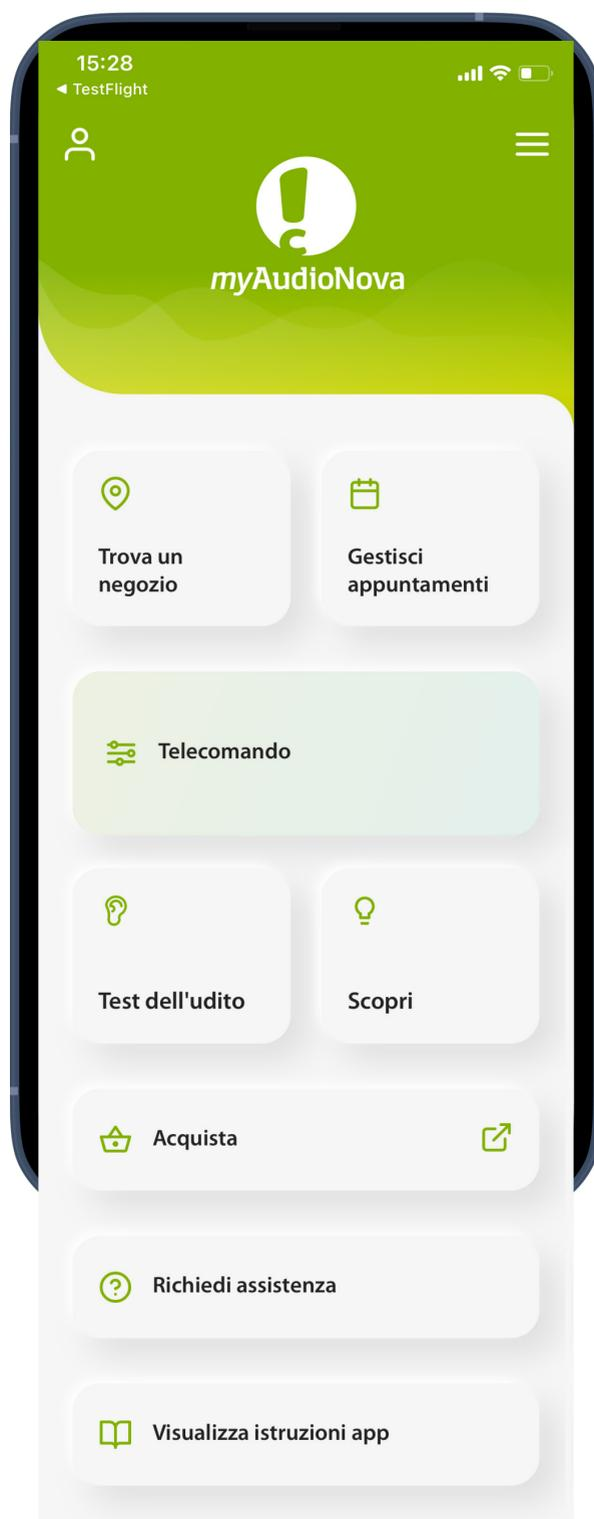 15:28
◀ TestFlight
myAudioNova
Trova un
negozio
Gestisci
appuntamenti
Telecomando
Test dell'udito
Scopri
Acquista
Richiedi assistenza
Visualizza istruzioni app